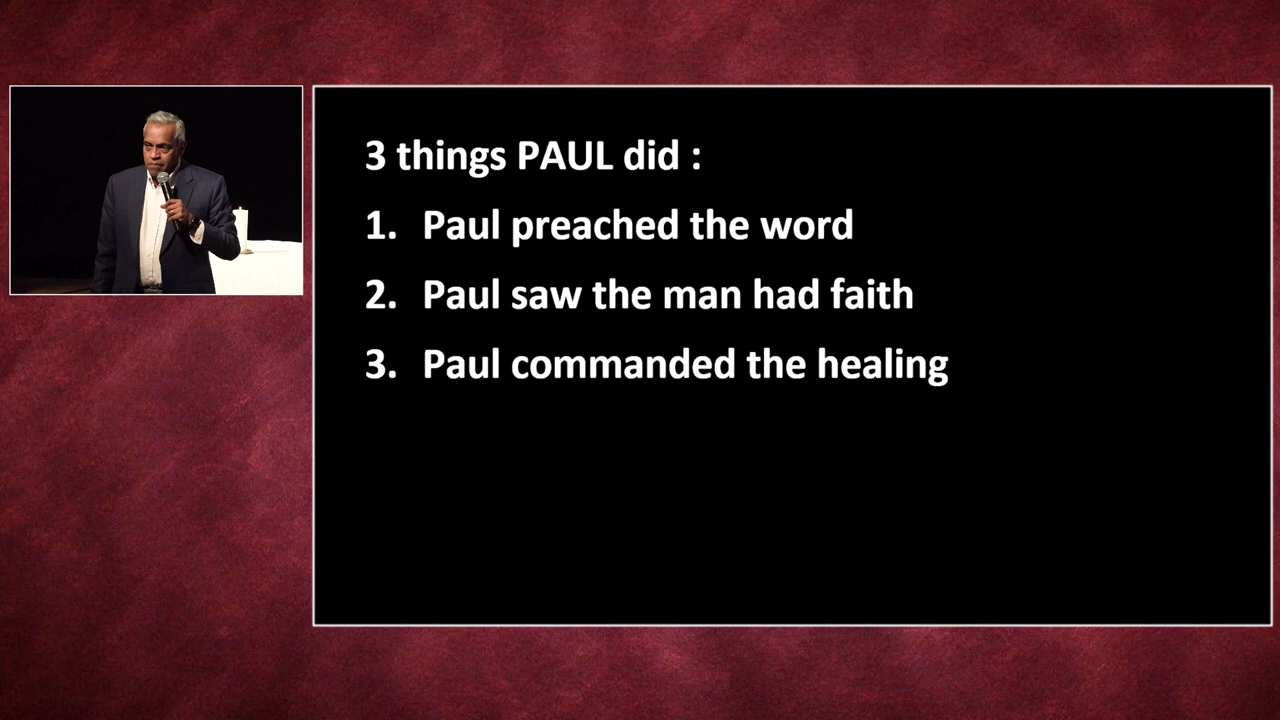 3 things PAUL did :
1. Paul preached the word
2. Paul saw the man had faith
3. Paul commanded the healing